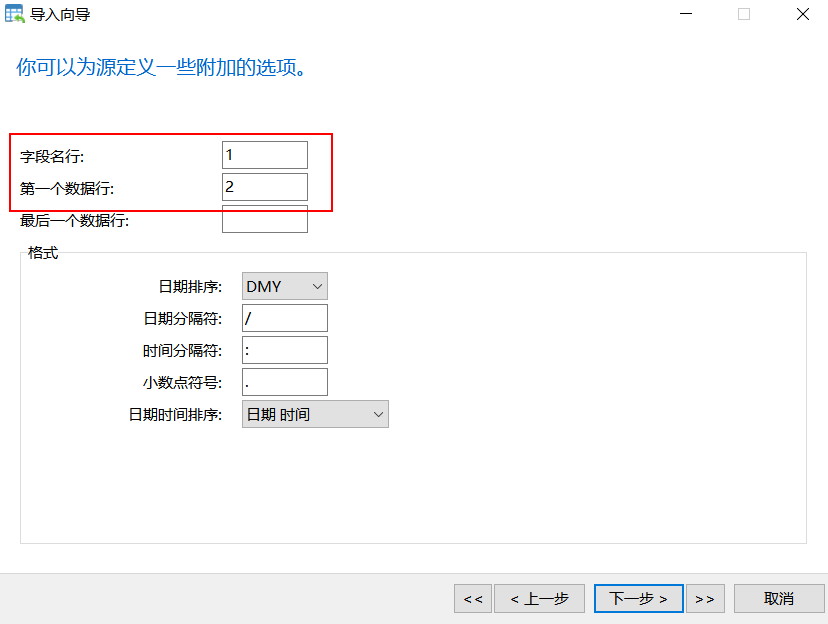 导入向导
你可以为源定义一些附加的选项。
字段名行: 1
第一个数据行: 2
最后一个数据行:
格式
日期排序: DMY
日期分隔符: /
时间分隔符: :
小数点符号: .
日期时间排序: 日期 时间
<< < 上一步 下一步 > >> 取消